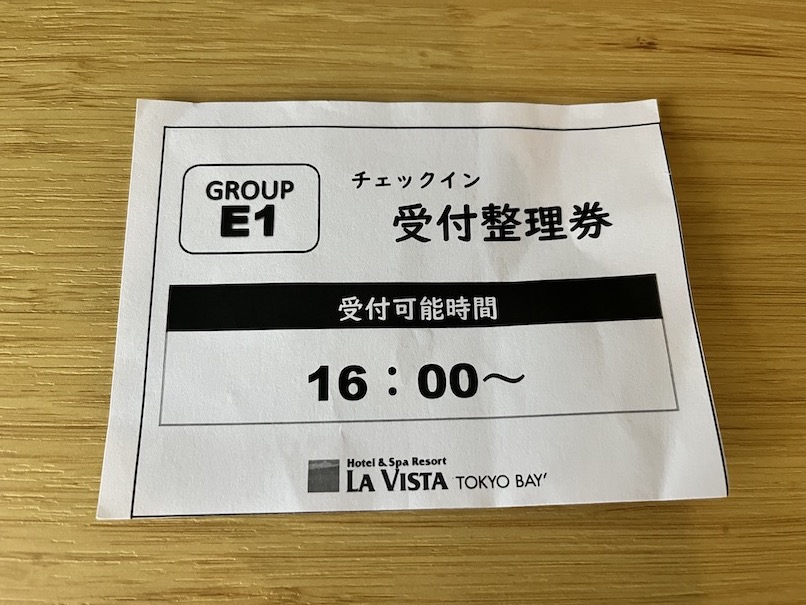 GROUP
E1
チェックイン
受付整理券
受付可能時間
16:00～
Hotel & Spa Resort
LA VISTA TOKYO BAY'